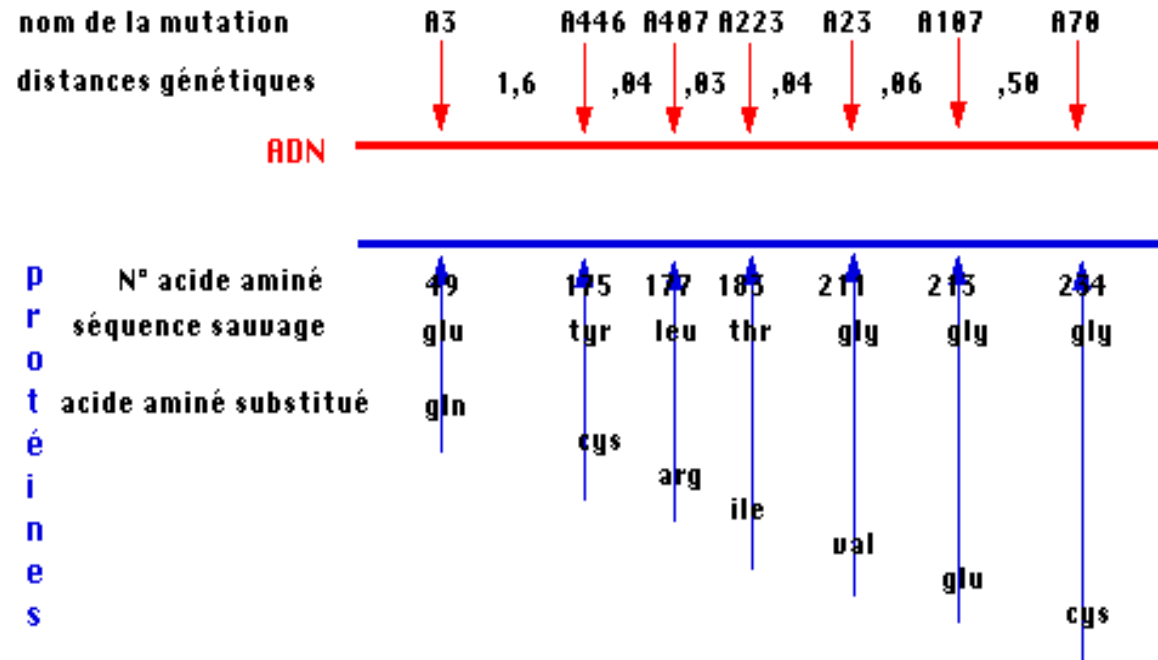 nom de la mutation A3 A446 A487 A223 A23 A187 A78
distances génétiques 1,6 ,04 ,03 ,04 ,06 ,50
ADN
N° acide aminé 49 175 177 183 211 213 234
séquence sauvage glu tyr leu thr gly gly gly
acide aminé substitué gln
cys
arg
ile
val
glu
cys
protéines